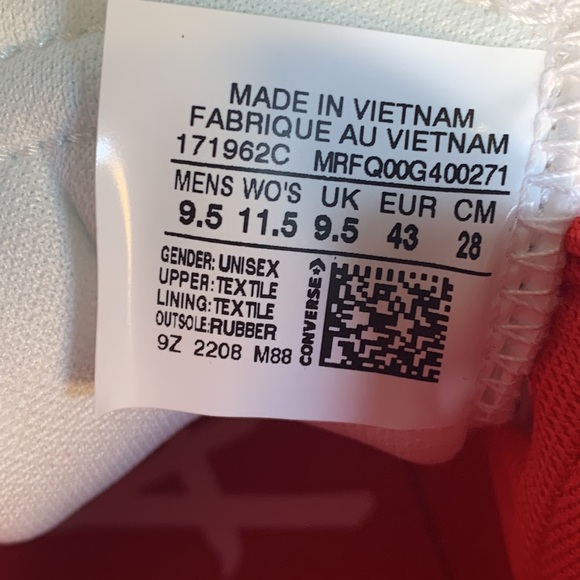 MADE IN VIETNAM
FABRIQUE AU VIETNAM
171962C MRFQ00G400271
MENS WO'S UK EUR CM
9.5 11.5 9.5 43 28
GENDER: UNISEX
UPPER: TEXTILE
LINING: TEXTILE
OUTSOLE:RUBBER
9Z 2208 M88
CONVERSE